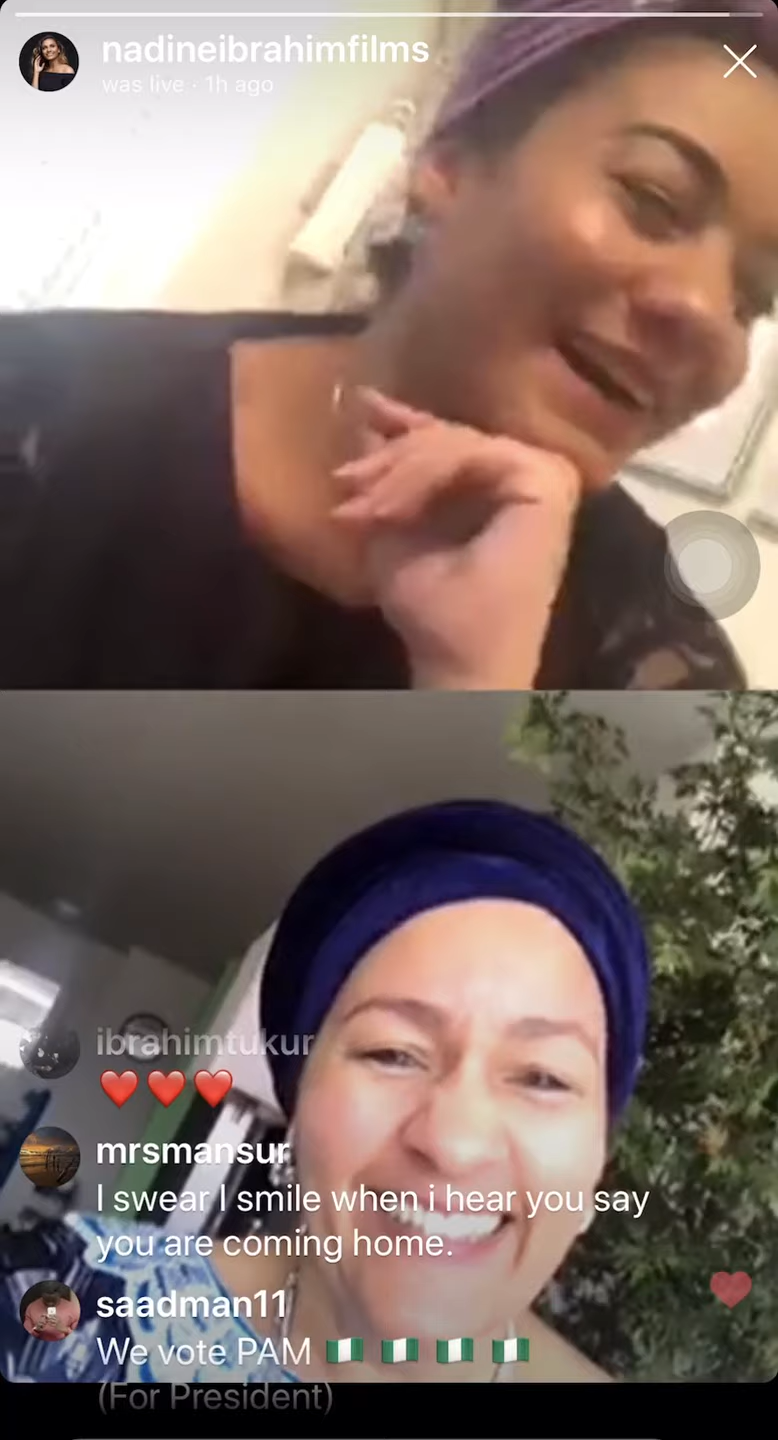 nadineibrahimfilms
was live · 1h ago
ibrahimtukur
❤️❤️❤️
mrsmansur
I swear I smile when i hear you say
you are coming home.
saadman11
We vote PAM 🇳🇬 🇳🇬 🇳🇬 🇳🇬
(For President)